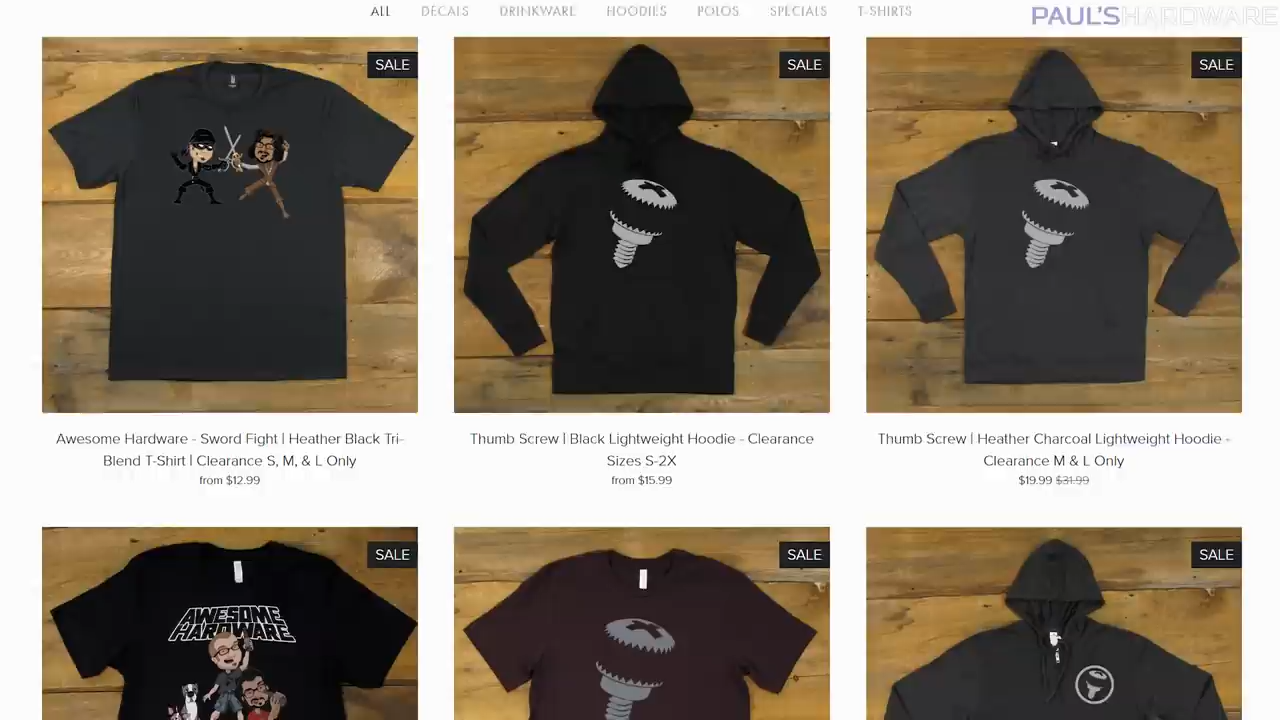 ALL DECALS DRINKWARE HOODIES POLOS SPECIALS T-SHIRTS
PAUL'SHARDWARE
SALE
SALE
SALE
Awesome Hardware - Sword Fight | Heather Black Tri-
Blend T-Shirt | Clearance S, M, & L Only
from $12.99
Thumb Screw | Black Lightweight Hoodie - Clearance
Sizes S-2X
from $15.99
Thumb Screw | Heather Charcoal Lightweight Hoodie -
Clearance M & L Only
$19.99 $31.99
SALE
SALE
SALE
AWESOME
HARDWARE